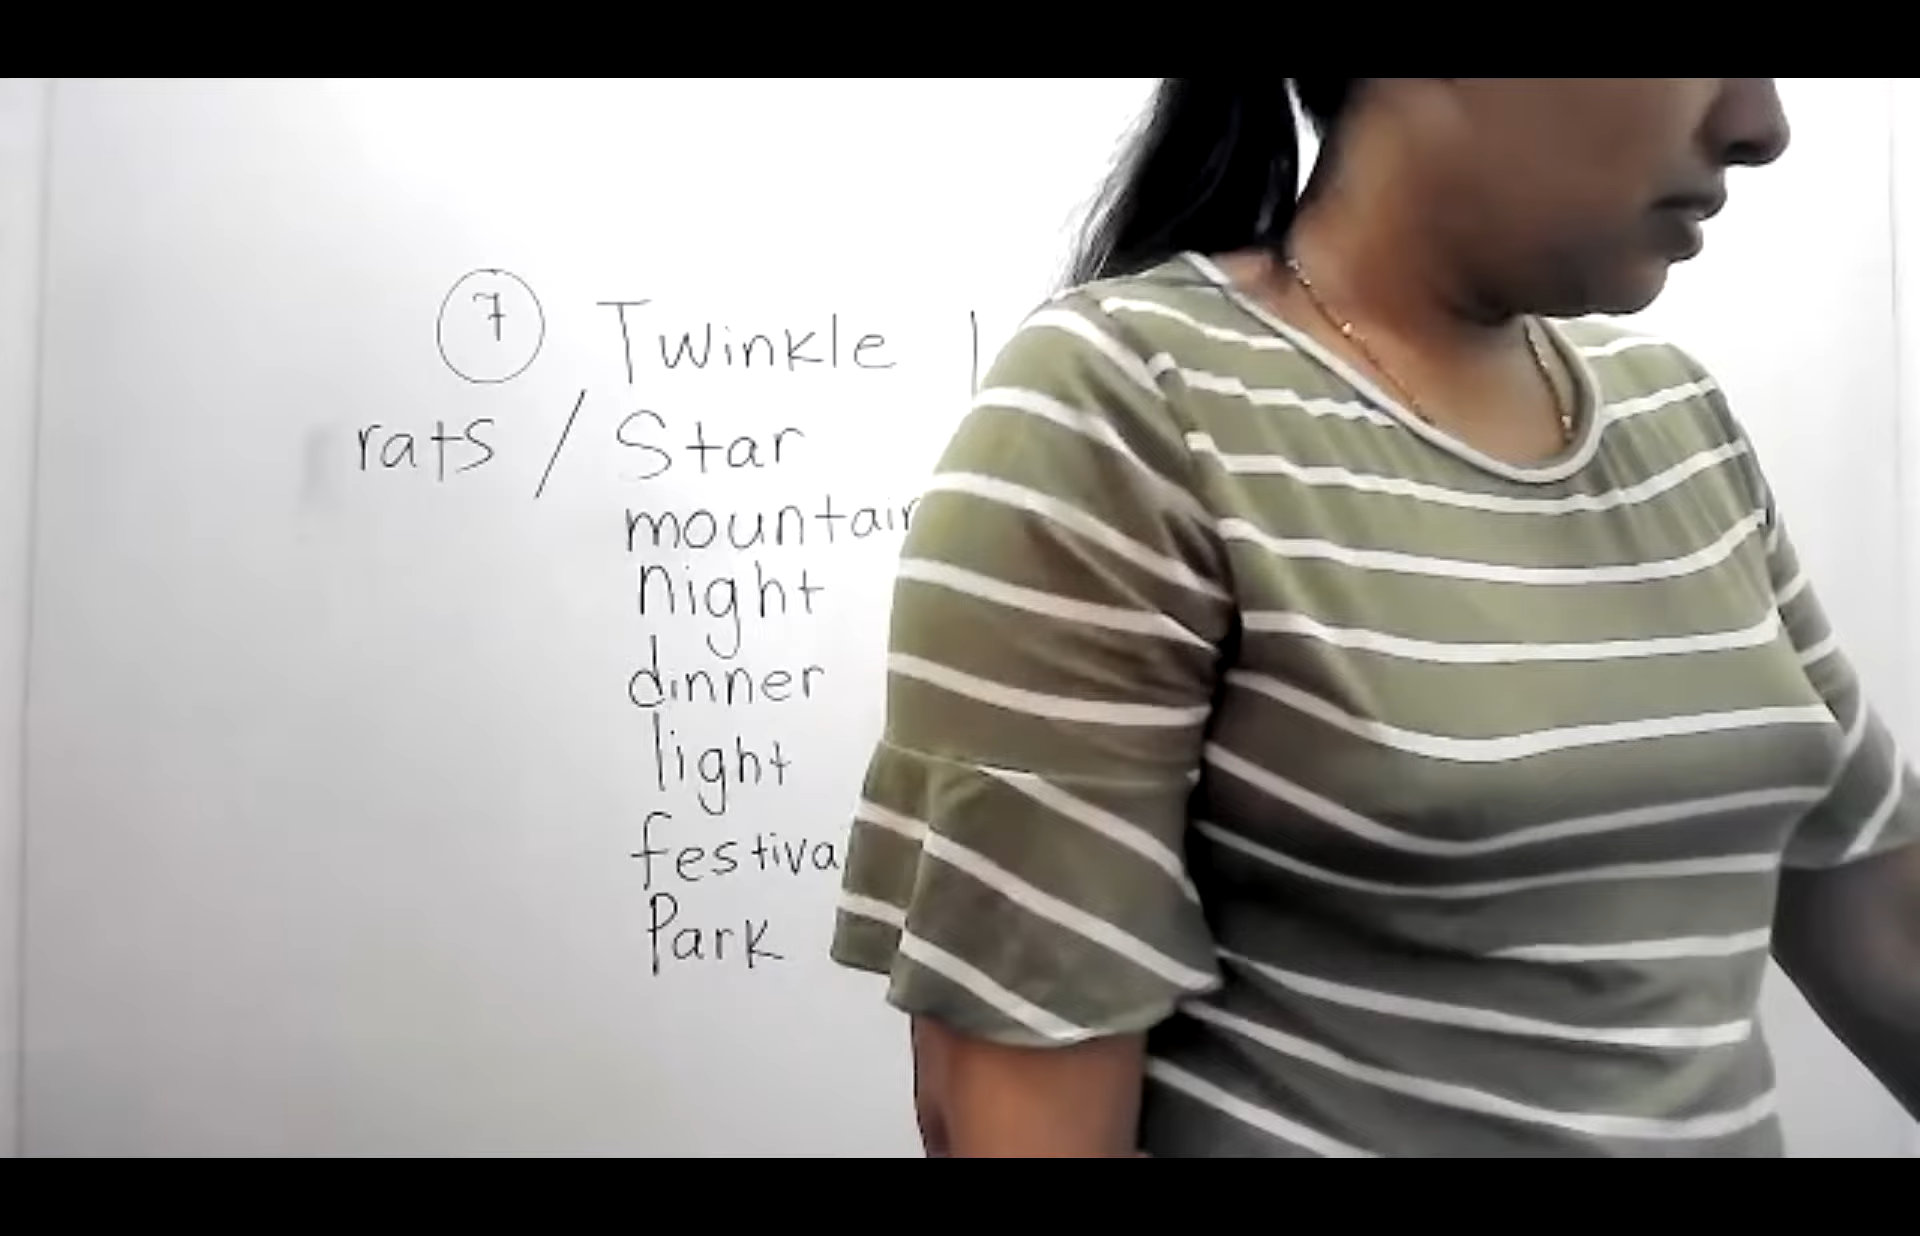 7 Twinkle
rats / Star
mountain
night
dinner
light
festival
Park